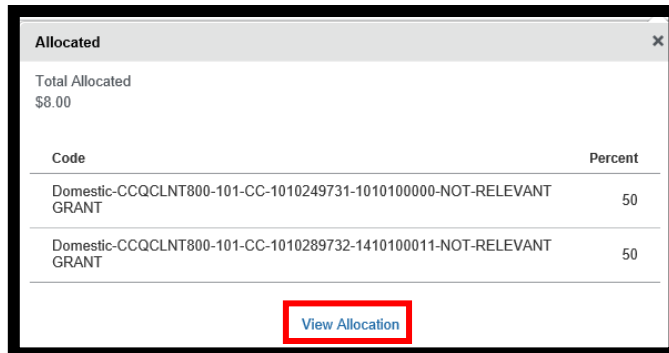 Allocated ×
Total Allocated
$8.00
Code Percent
Domestic-CCQCLNT800-101-CC-1010249731-1010100000-NOT-RELEVANT
GRANT 50
Domestic-CCQCLNT800-101-CC-1010289732-1410100011-NOT-RELEVANT
GRANT 50
View Allocation